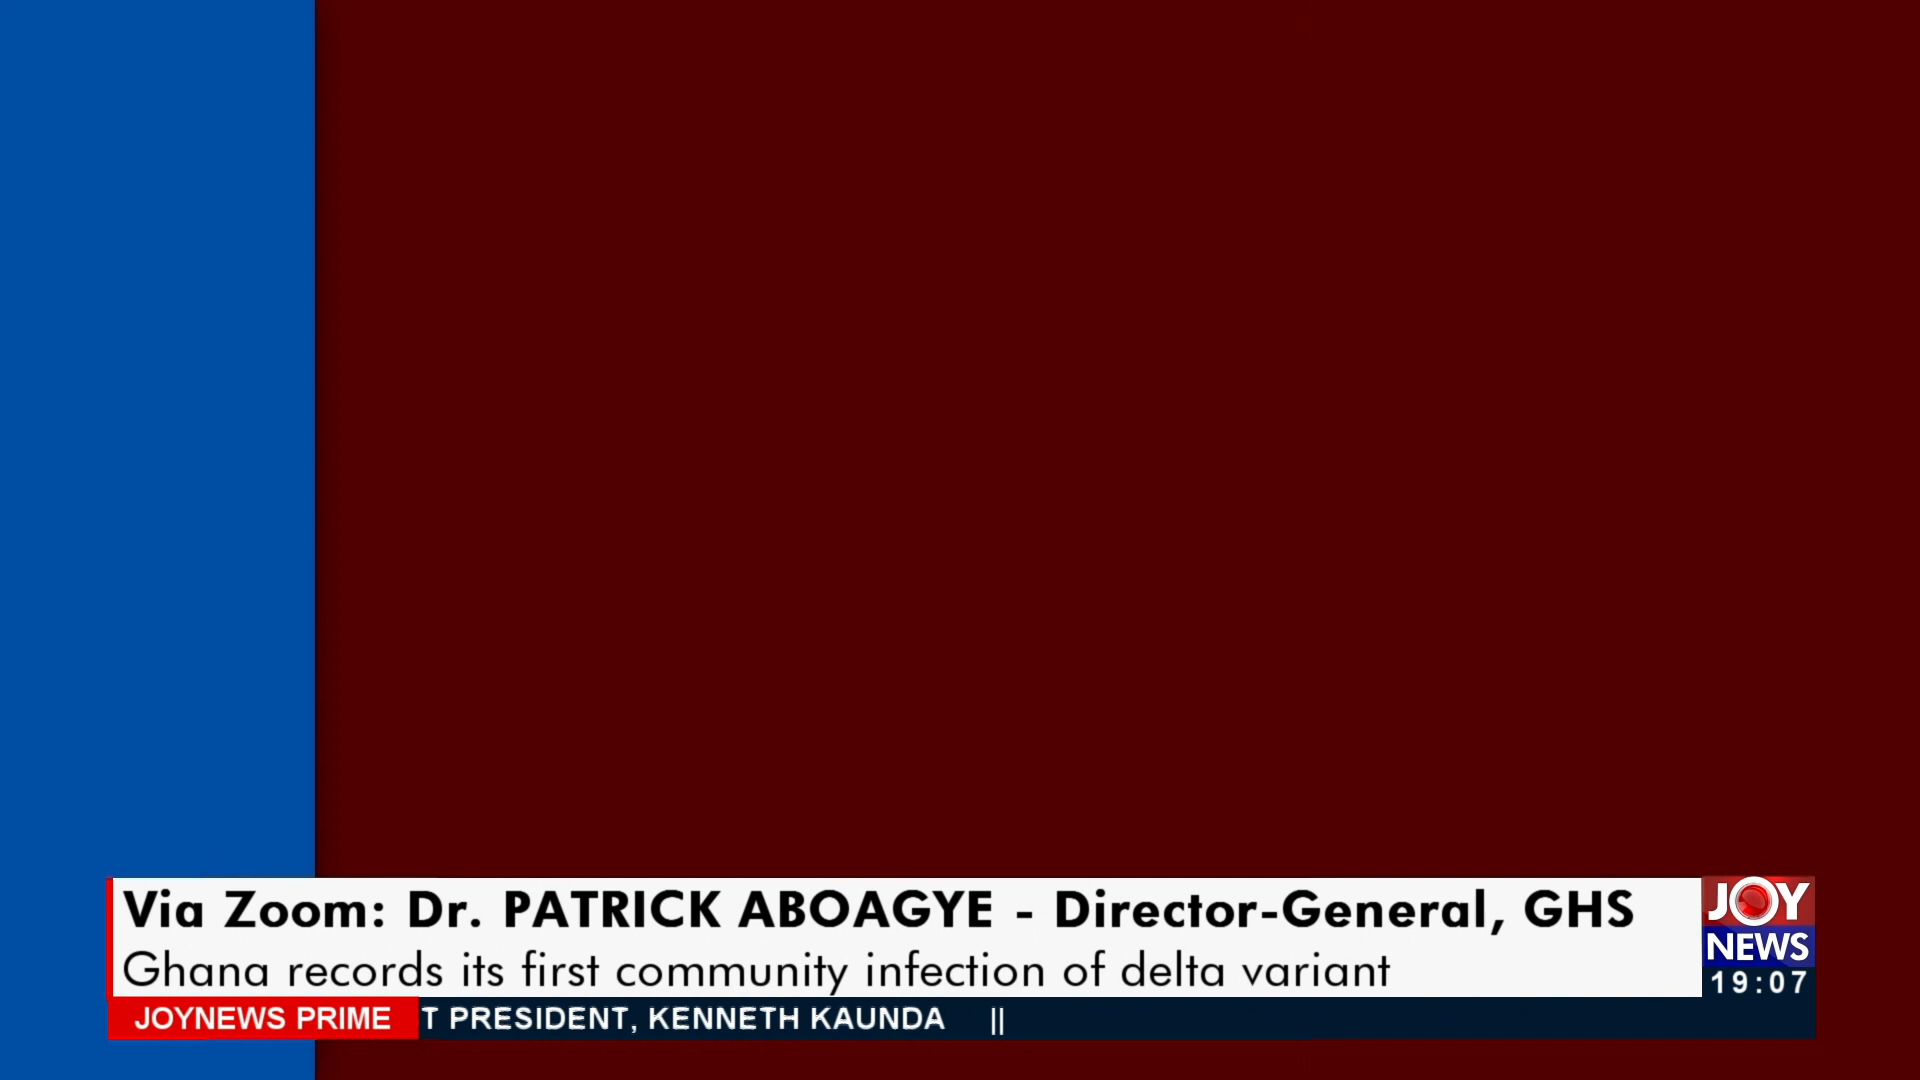 Via Zoom: Dr. PATRICK ABOAGYE - Director-General, GHS
Ghana records its first community infection of delta variant
JOY
NEWS
19:07
JOYNEWS PRIME
T PRESIDENT, KENNETH KAUNDA ||